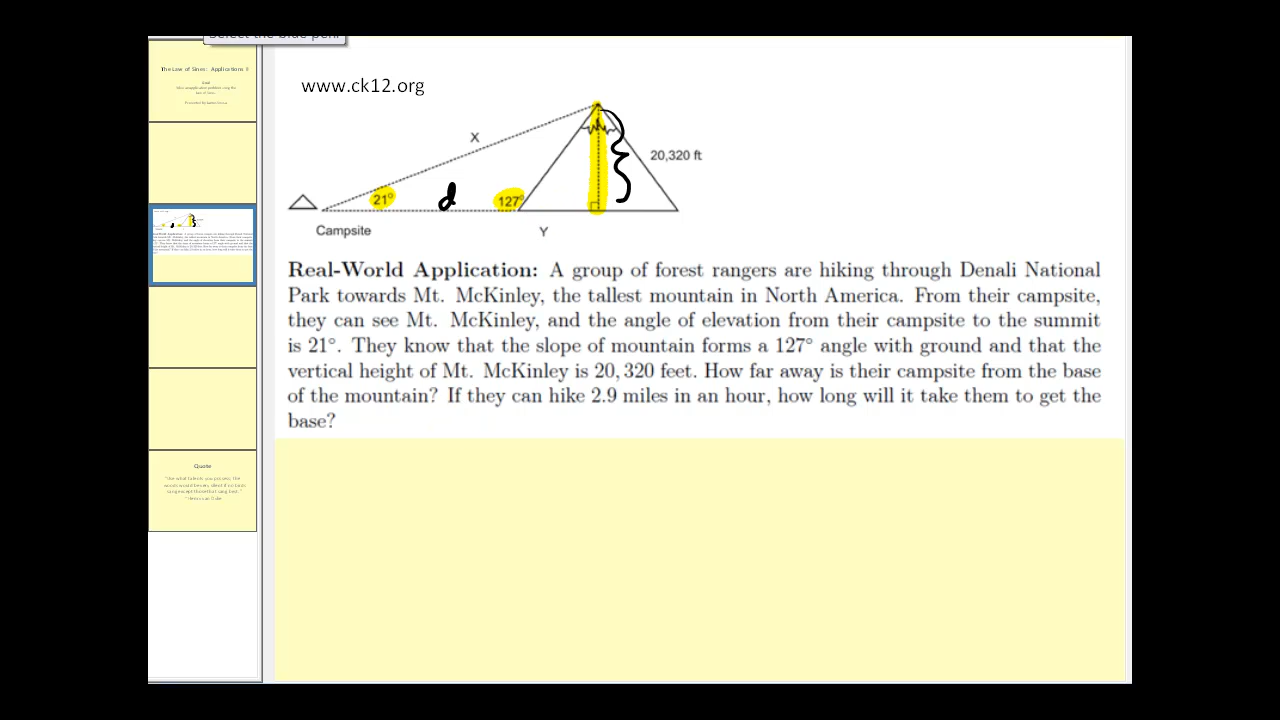 Select the blue pen.
The Law of Sines: Applications
www.ck12.org
X
20,320 ft
21°
d
127°
Campsite
Y
Real-World Application: A group of forest rangers are hiking through Denali National
Park towards Mt. McKinley, the tallest mountain in North America. From their campsite,
they can see Mt. McKinley, and the angle of elevation from their campsite to the summit
is 21°. They know that the slope of mountain forms a 127° angle with ground and that the
vertical height of Mt. McKinley is 20, 320 feet. How far away is their campsite from the base
of the mountain? If they can hike 2.9 miles in an hour, how long will it take them to get the
base?
Quote